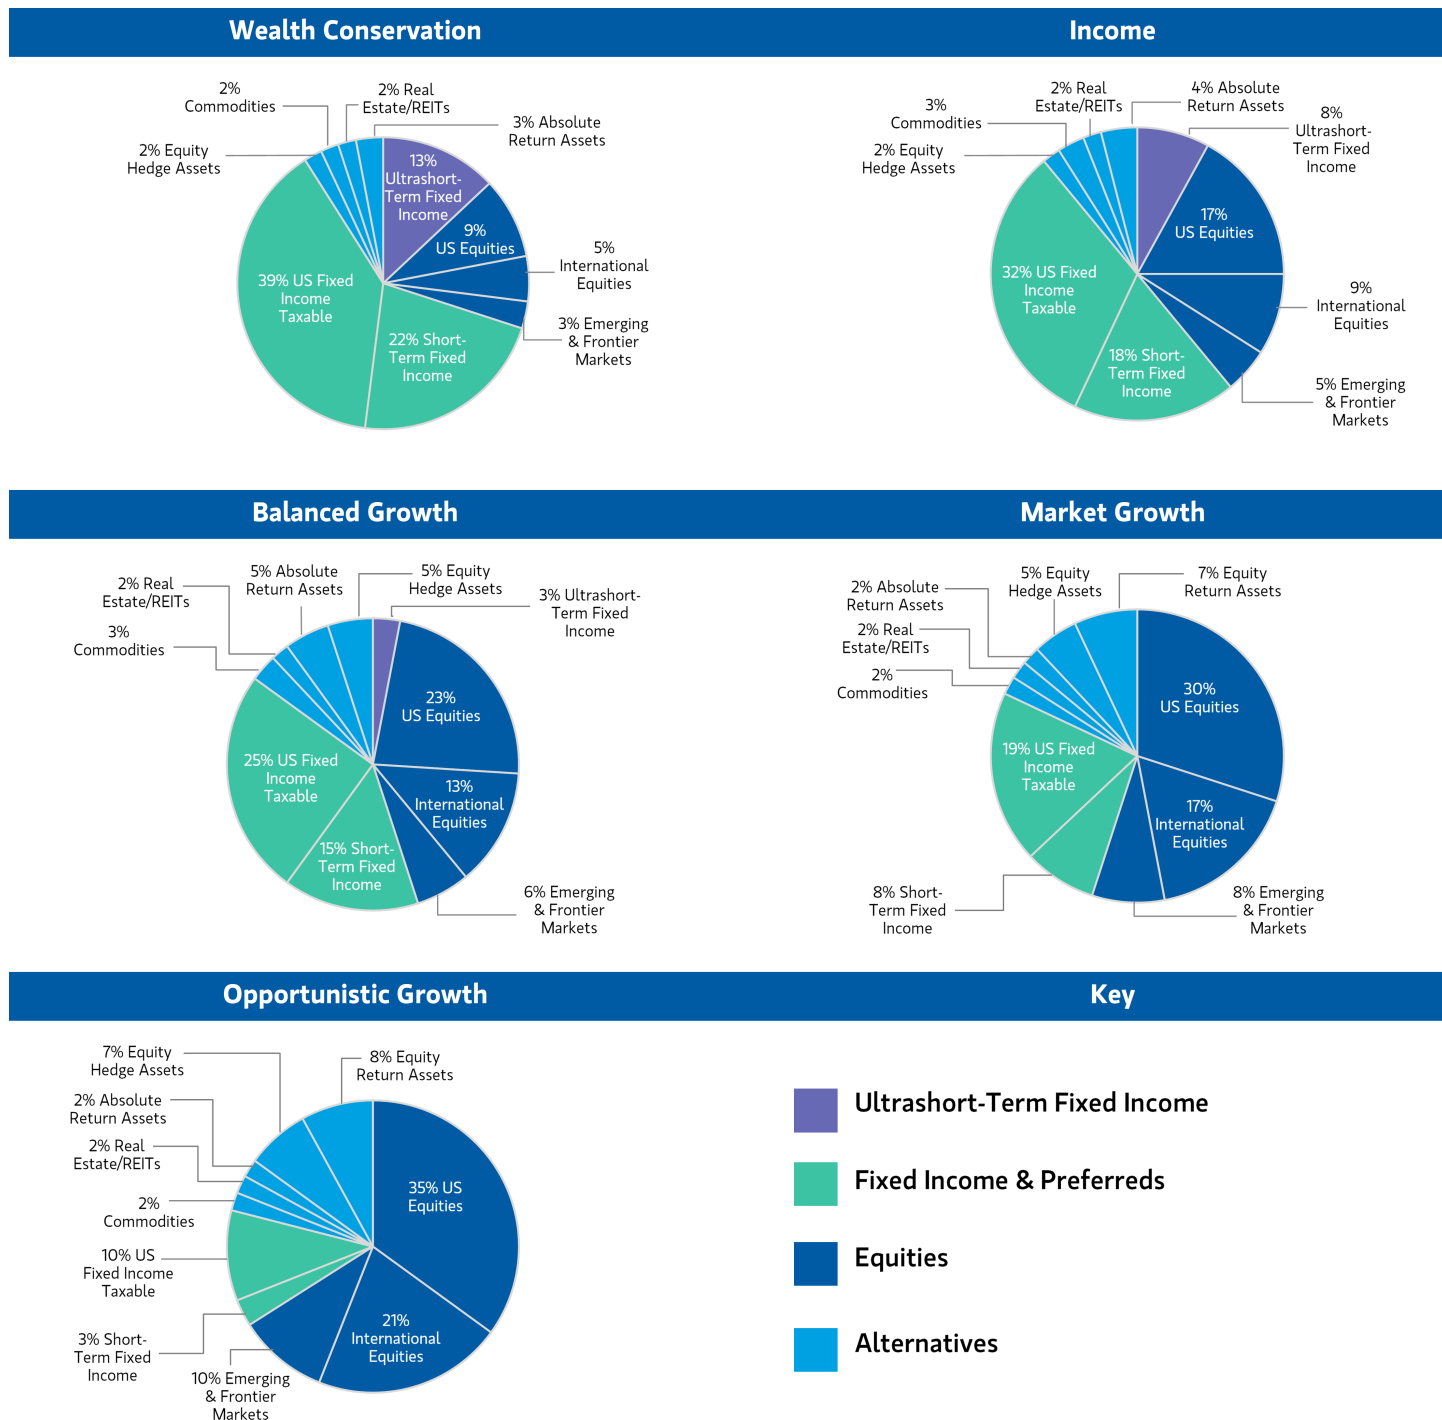 Wealth Conservation
Income
2%
Commodities
2% Real
Estate/REITs
3% Absolute
Return Assets
2% Equity
Hedge Assets
13%
Ultrashort-
Term Fixed
Income
9%
US Equities
5%
International
Equities
39% US Fixed
Income
Taxable
22% Short-
Term Fixed
Income
3% Emerging
& Frontier
Markets
2% Real
Estate/REITs
4% Absolute
Return Assets
3%
Commodities
8%
Ultrashort-
Term Fixed
Income
2% Equity
Hedge Assets
17%
US Equities
32% US Fixed
Income
Taxable
9%
International
Equities
18% Short-
Term Fixed
Income
5% Emerging
& Frontier
Markets
Balanced Growth
Market Growth
2% Real
Estate/REITs
5% Absolute
Return Assets
5% Equity
Hedge Assets
3% Ultrashort-
Term Fixed
Income
3%
Commodities
23%
US Equities
25% US Fixed
Income
Taxable
13%
International
Equities
15% Short-
Term Fixed
Income
6% Emerging
& Frontier
Markets
2% Absolute
Return Assets
5% Equity
Hedge Assets
7% Equity
Return Assets
2% Real
Estate/REITs
2%
Commodities
30%
US Equities
19% US Fixed
Income
Taxable
17%
International
Equities
8% Short-
Term Fixed
Income
8% Emerging
& Frontier
Markets
Opportunistic Growth
Key
7% Equity
Hedge Assets
8% Equity
Return Assets
2% Absolute
Return Assets
2% Real
Estate/REITs
2%
Commodities
35% US
Equities
10% US
Fixed Income
Taxable
21%
International
Equities
3% Short-
Term Fixed
Income
10% Emerging
& Frontier
Markets
Ultrashort-Term Fixed Income
Fixed Income & Preferreds
Equities
Alternatives